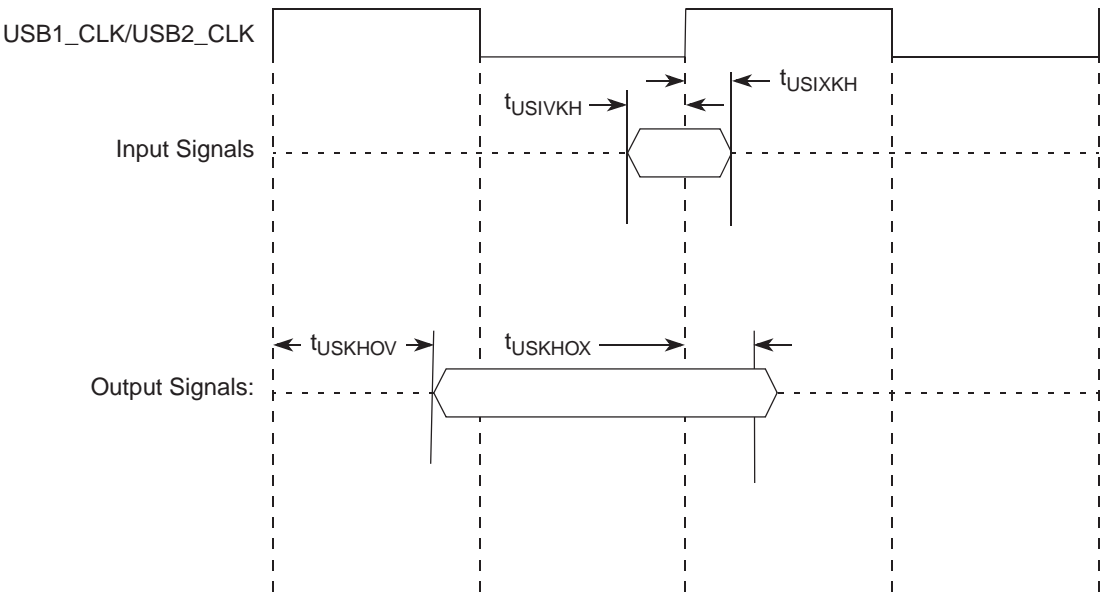 USB1_CLK/USB2_CLK
tUSIXKH
tUSIVKH
Input Signals
tUSKHOV
tUSKHOX
Output Signals: